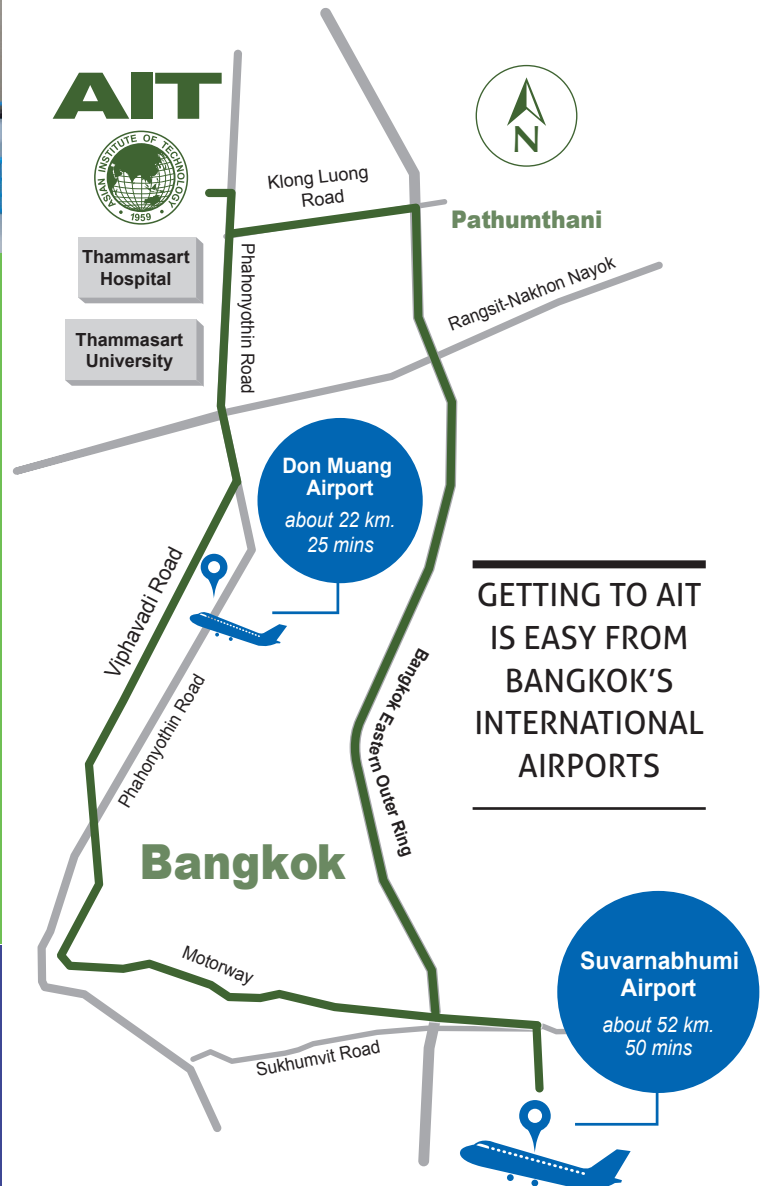 AIT
ASIAN INSTITUTE OF TECHNOLOGY
• 1959 •
N
Klong Luong
Road
Pathumthani
Thammasart
Hospital
Phahonyothin Road
Rangsit-Nakhon Nayok
Thammasart
University
Don Muang
Airport
about 22 km.
25 mins
Viphavadi Road
GETTING TO AIT
IS EASY FROM
BANGKOK'S
INTERNATIONAL
AIRPORTS
Phahonyothin Road
Bangkok Eastern Outer Ring
Bangkok
Motorway
Suvarnabhumi
Airport
about 52 km.
50 mins
Sukhumvit Road